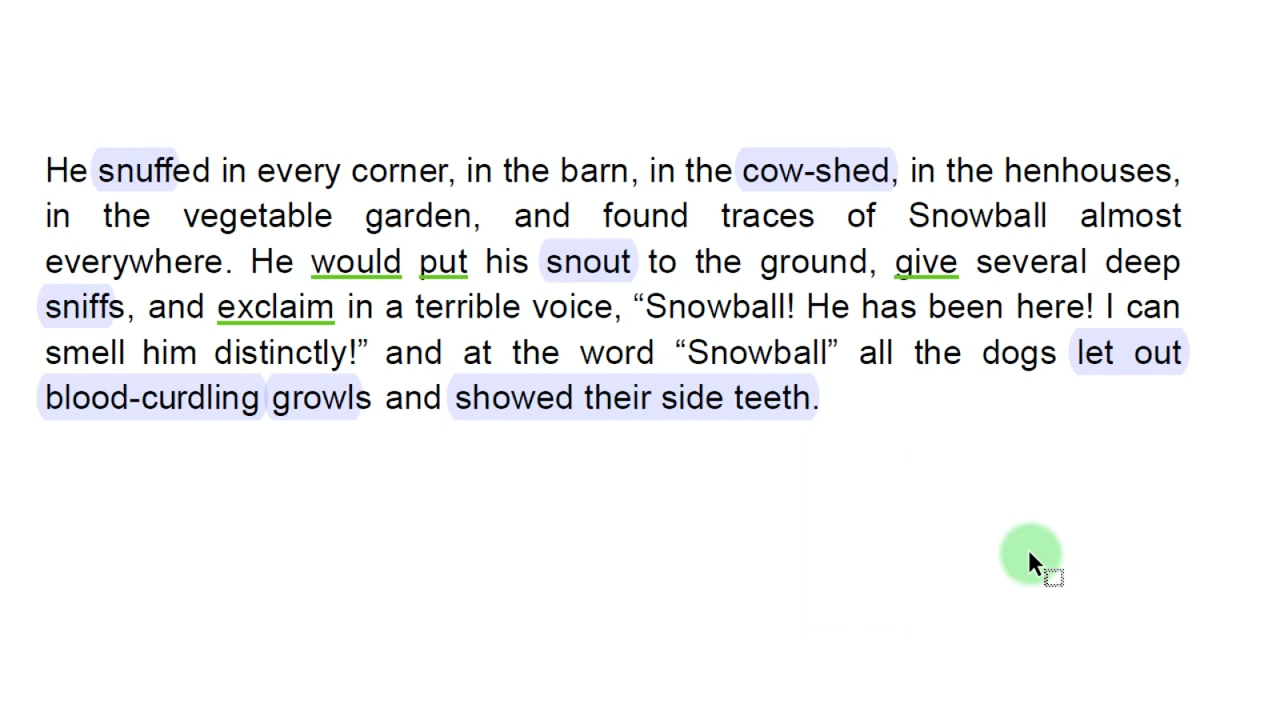 He snuffed in every corner, in the barn, in the cow-shed, in the henhouses,
in the vegetable garden, and found traces of Snowball almost
everywhere. He would put his snout to the ground, give several deep
sniffs, and exclaim in a terrible voice, “Snowball! He has been here! I can
smell him distinctly!” and at the word “Snowball” all the dogs let out
blood-curdling growls and showed their side teeth.